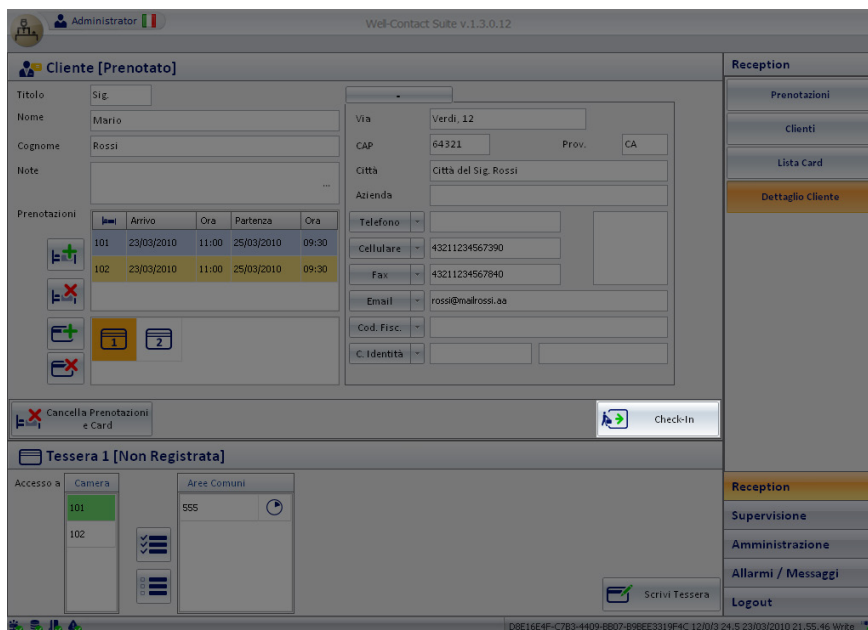 Administrator
Well-Contact Suite v.1.3.0.12
Cliente [Prenotato]
Titolo
Sig.
Nome
Mario
Cognome
Rossi
Note
...
Prenotazioni
Arrivo Ora Partenza Ora
101 23/03/2010 11:00 25/03/2010 09:30
102 23/03/2010 11:00 25/03/2010 09:30
1 2
-
Via Verdi, 12
CAP 64321 Prov. CA
Città Città del Sig. Rossi
Azienda
Telefono
Cellulare 43211234567390
Fax 43211234567840
Email rossi@mailrossi.aa
Cod. Fisc.
C. Identità
Cancella Prenotazioni
e Card
Check-In
Tessera 1 [Non Registrata]
Accesso a Camera
101
102
Aree Comuni
555
Scrivi Tessera
Reception
Prenotazioni
Clienti
Lista Card
Dettaglio Cliente
Reception
Supervisione
Amministrazione
Allarmi / Messaggi
Logout
12/0/3 24.5 23/03/2010 21.55.46 Write